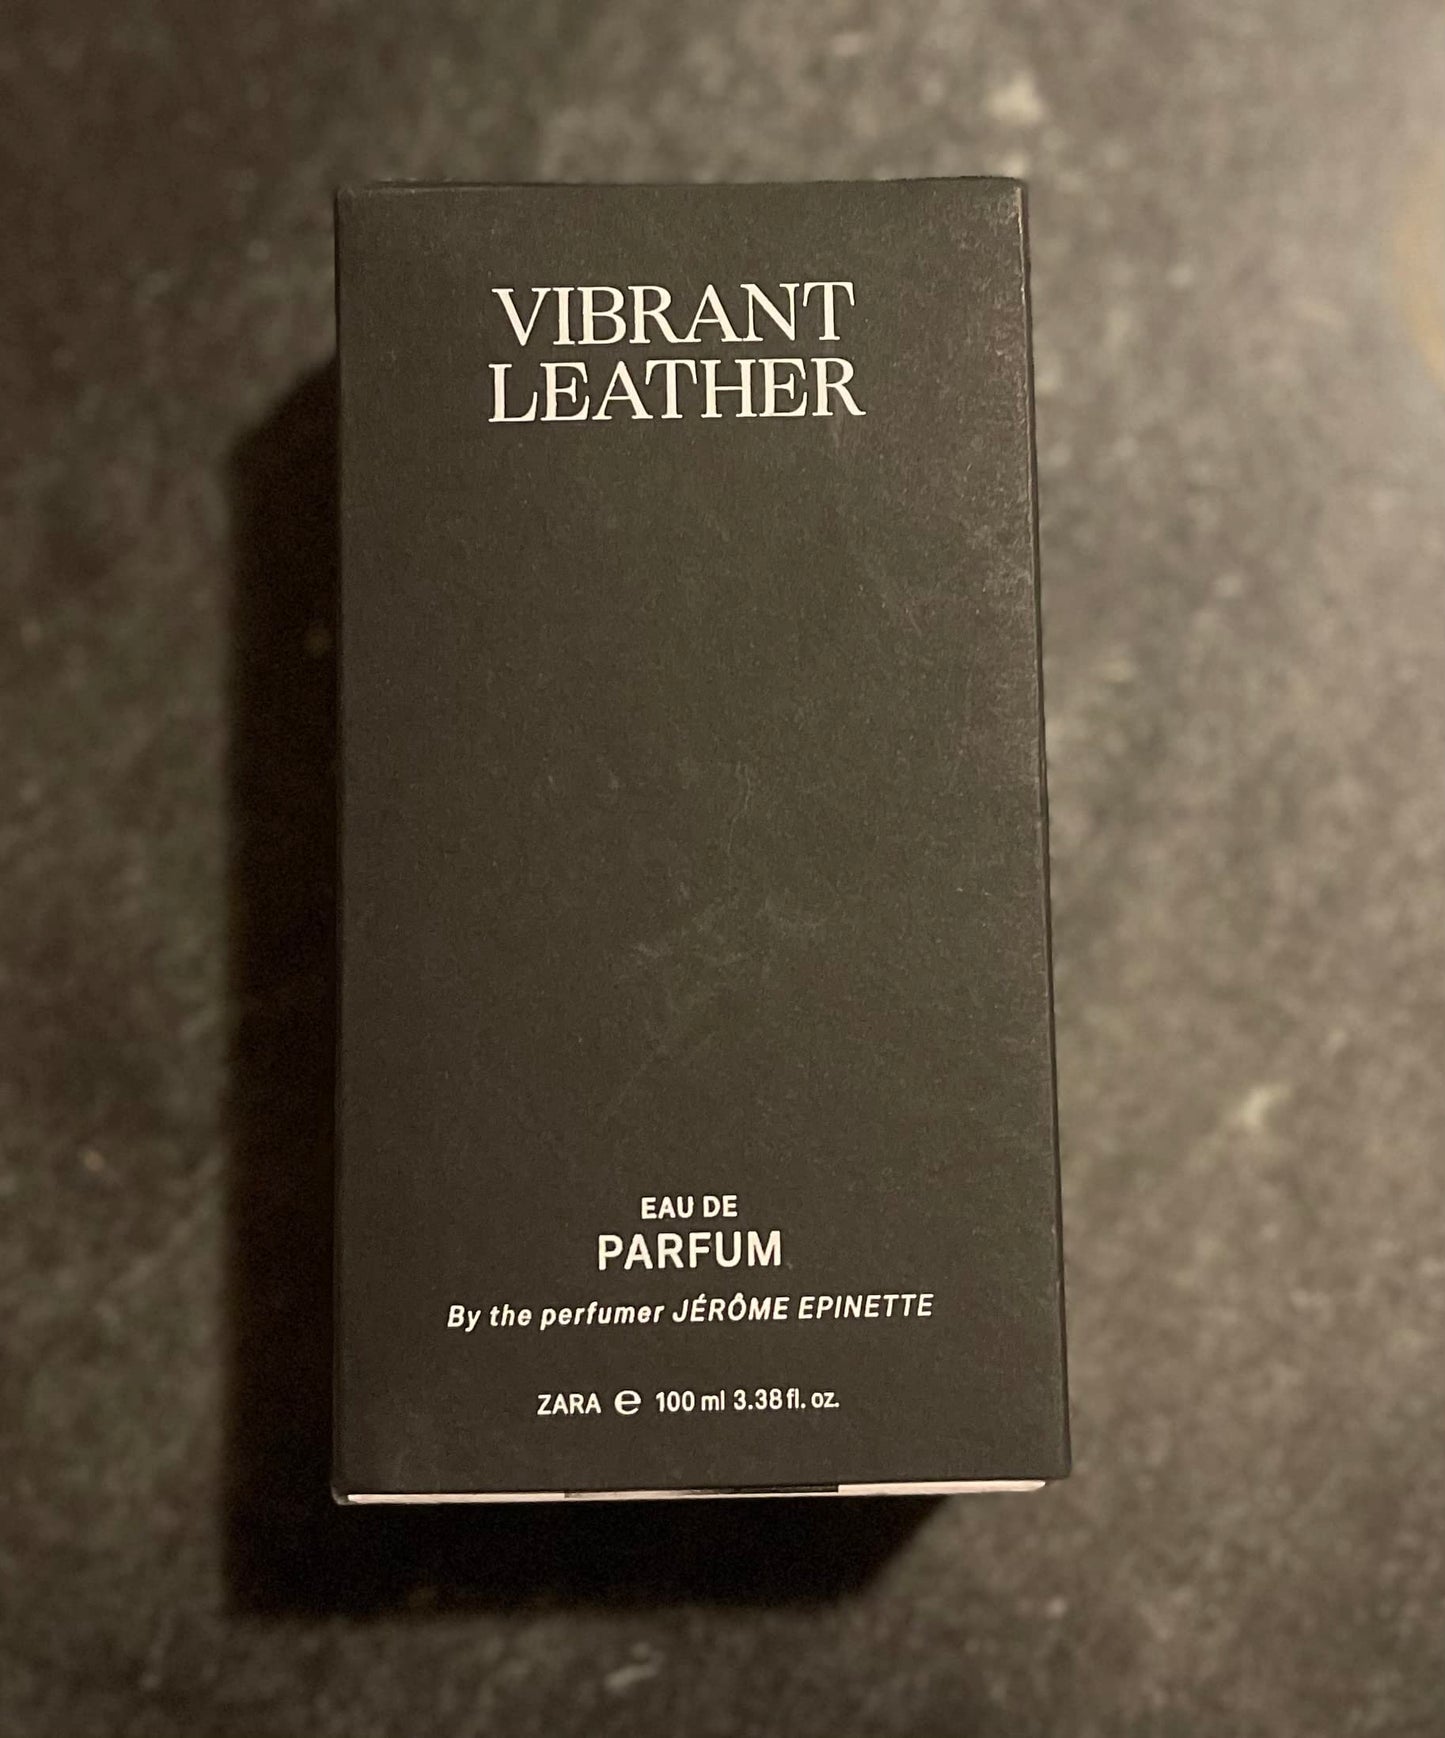 VIBRANT
LEATHER
EAU DE
PARFUM
By the perfumer JÉRÔME EPINETTE
ZARA ℮ 100 ml 3.38 fl. oz.